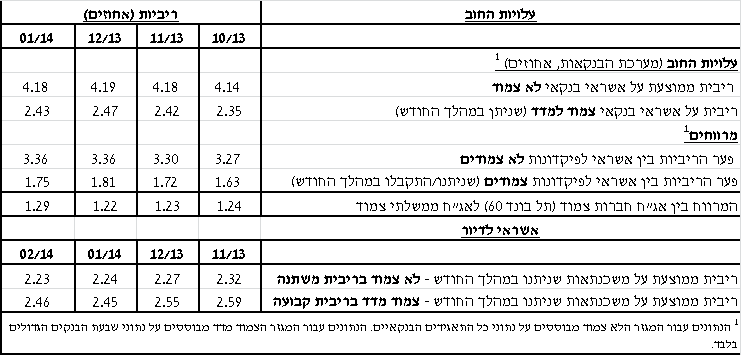 עלויות החוב ריביות (אחוזים)
10/13 11/13 12/13 01/14
עלויות החוב (מערכת הבנקאות, אחוזים) 1
ריבית ממוצעת על אשראי בנקאי לא צמוד 4.14 4.18 4.19 4.18
ריבית על אשראי בנקאי צמוד למדד (שניתן במהלך החודש) 2.35 2.42 2.47 2.43
מרווחים1
פער הריביות בין אשראי לפיקדונות לא צמודים 3.27 3.30 3.36 3.36
פער הריביות בין אשראי לפיקדונות צמודים (שניתנו/התקבלו במהלך החודש) 1.63 1.72 1.81 1.75
המרווח בין אג״ח חברות צמוד (תל בונד 60) לאג״ח ממשלתי צמוד 1.24 1.23 1.22 1.29
אשראי לדיור 11/13 12/13 01/14 02/14
ריבית ממוצעת על משכנתאות שניתנו במהלך החודש - לא צמוד בריבית משתנה 2.32 2.27 2.24 2.23
ריבית ממוצעת על משכנתאות שניתנו במהלך החודש - צמוד מדד בריבית קבועה 2.59 2.55 2.45 2.46
1 הנתונים עבור המגזר הלא צמוד מבוססים על נתוני כל התאגידים הבנקאיים. הנתונים עבור המגזר הצמוד מדד מבוססים על נתוני שבעת הבנקים הגדולים
בלבד.